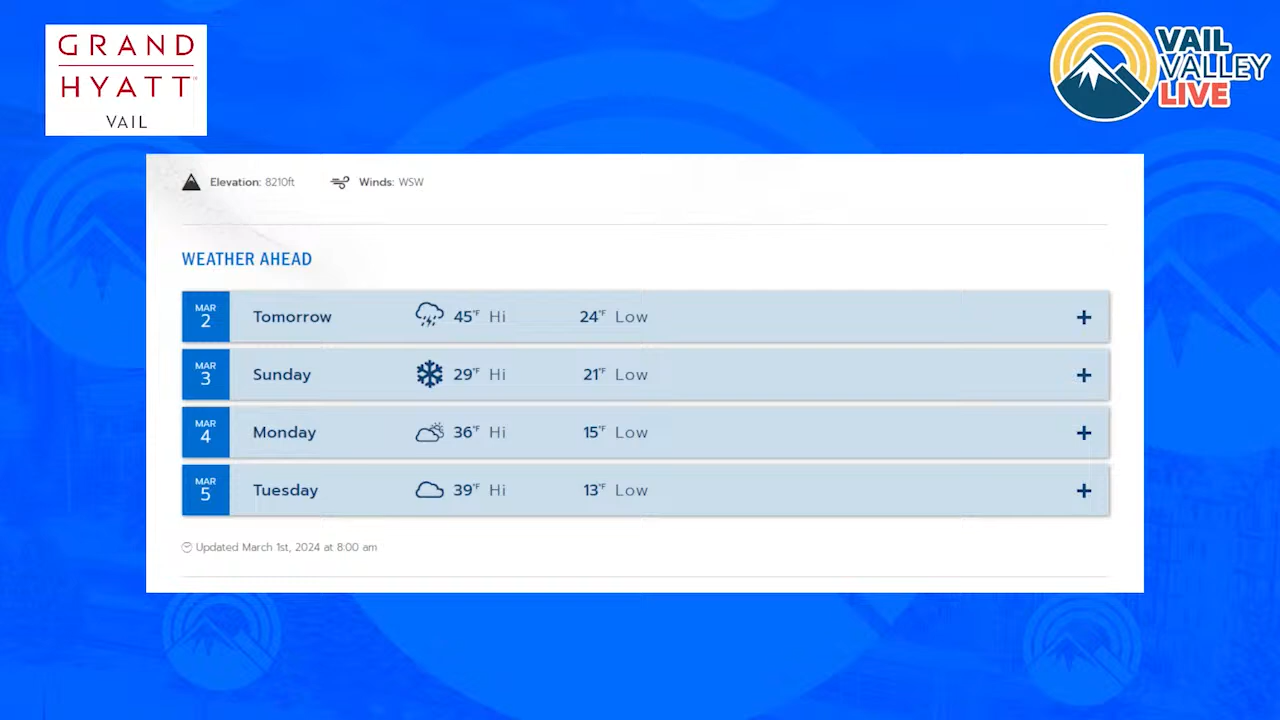 GRAND
HYATT™
VAIL
VAIL
VALLEY
LIVE
Elevation: 8210ft Winds: WSW
WEATHER AHEAD
MAR 2 Tomorrow 45°F Hi 24°F Low +
MAR 3 Sunday 29°F Hi 21°F Low +
MAR 4 Monday 36°F Hi 15°F Low +
MAR 5 Tuesday 39°F Hi 13°F Low +
Updated March 1st, 2024 at 8:00 am